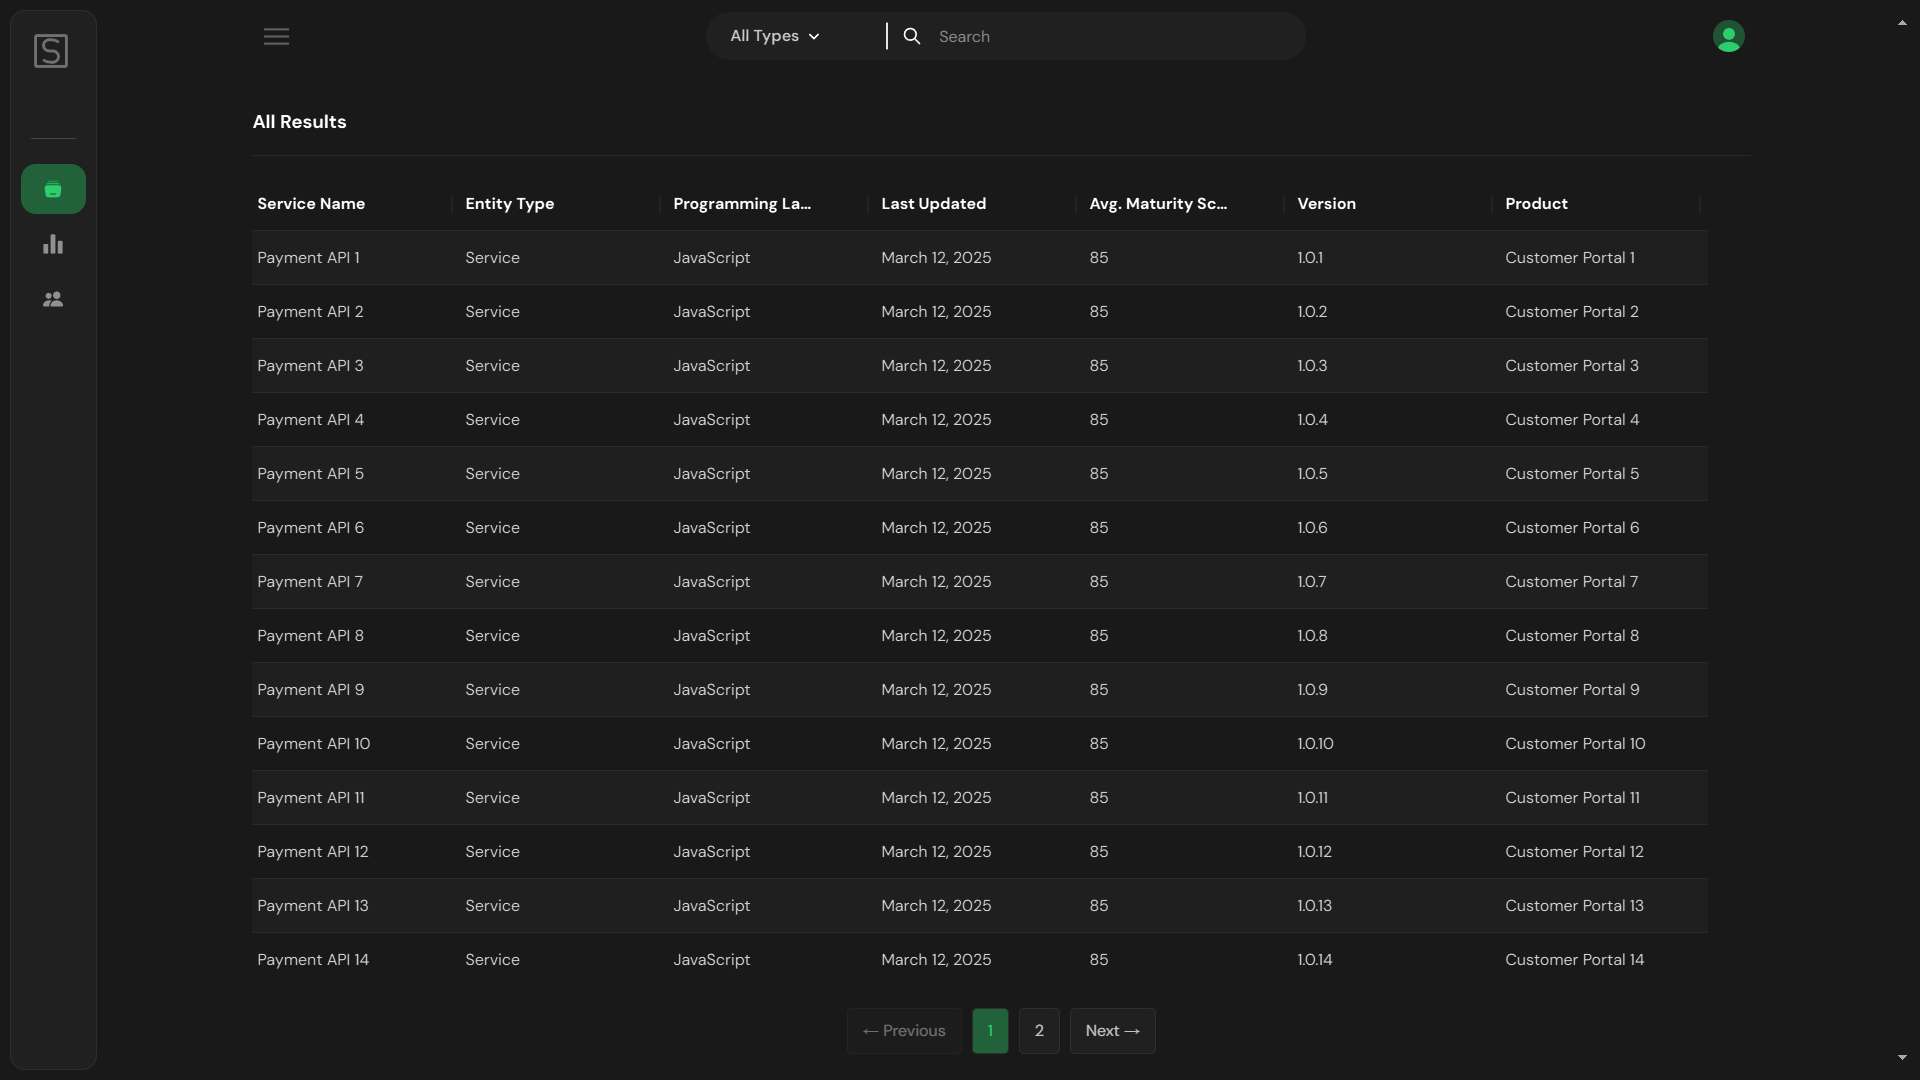 S
All Types
Search
All Results
Service Name Entity Type Programming La... Last Updated Avg. Maturity Sc... Version Product
Payment API 1 Service JavaScript March 12, 2025 85 1.0.1 Customer Portal 1
Payment API 2 Service JavaScript March 12, 2025 85 1.0.2 Customer Portal 2
Payment API 3 Service JavaScript March 12, 2025 85 1.0.3 Customer Portal 3
Payment API 4 Service JavaScript March 12, 2025 85 1.0.4 Customer Portal 4
Payment API 5 Service JavaScript March 12, 2025 85 1.0.5 Customer Portal 5
Payment API 6 Service JavaScript March 12, 2025 85 1.0.6 Customer Portal 6
Payment API 7 Service JavaScript March 12, 2025 85 1.0.7 Customer Portal 7
Payment API 8 Service JavaScript March 12, 2025 85 1.0.8 Customer Portal 8
Payment API 9 Service JavaScript March 12, 2025 85 1.0.9 Customer Portal 9
Payment API 10 Service JavaScript March 12, 2025 85 1.0.10 Customer Portal 10
Payment API 11 Service JavaScript March 12, 2025 85 1.0.11 Customer Portal 11
Payment API 12 Service JavaScript March 12, 2025 85 1.0.12 Customer Portal 12
Payment API 13 Service JavaScript March 12, 2025 85 1.0.13 Customer Portal 13
Payment API 14 Service JavaScript March 12, 2025 85 1.0.14 Customer Portal 14
← Previous 1 2 Next →